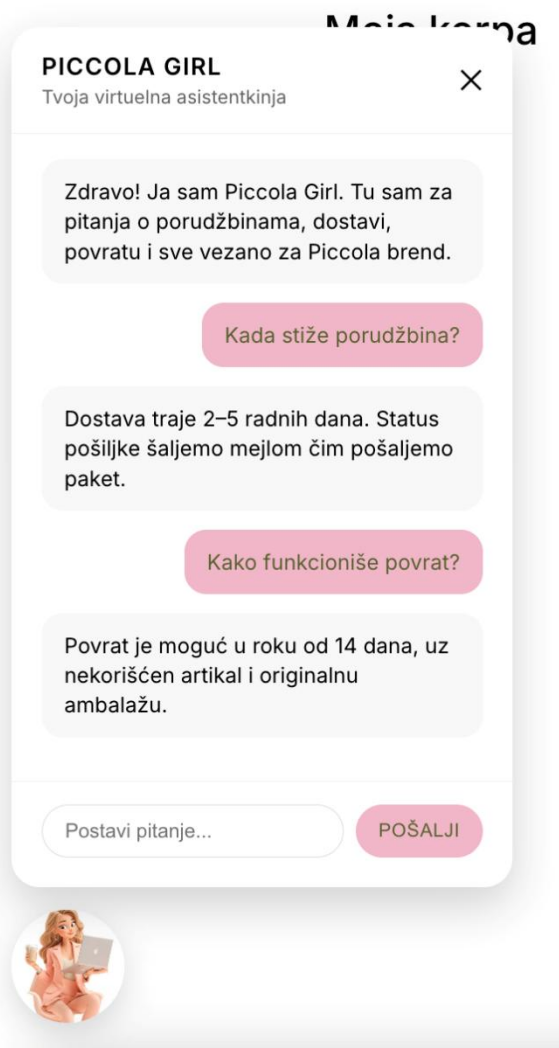 Moja korpa
PICCOLA GIRL
Tvoja virtuelna asistentkinja
Zdravo! Ja sam Piccola Girl. Tu sam za
pitanja o porudžbinama, dostavi,
povratu i sve vezano za Piccola brend.
Kada stiže porudžbina?
Dostava traje 2–5 radnih dana. Status
pošiljke šaljemo mejlom čim pošaljemo
paket.
Kako funkcioniše povrat?
Povrat je moguć u roku od 14 dana, uz
nekorišćen artikal i originalnu
ambalažu.
Postavi pitanje...
POŠALJI